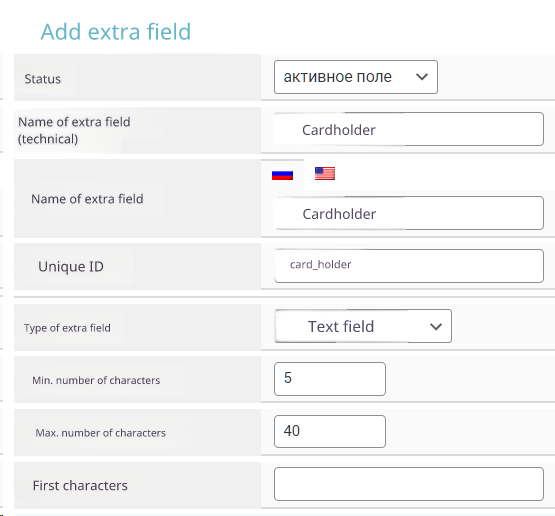 Add extra field
Status
активное поле
Name of extra field
(technical)
Cardholder
Name of extra field
Cardholder
Unique ID
card_holder
Type of extra field
Text field
Min. number of characters
5
Max. number of characters
40
First characters